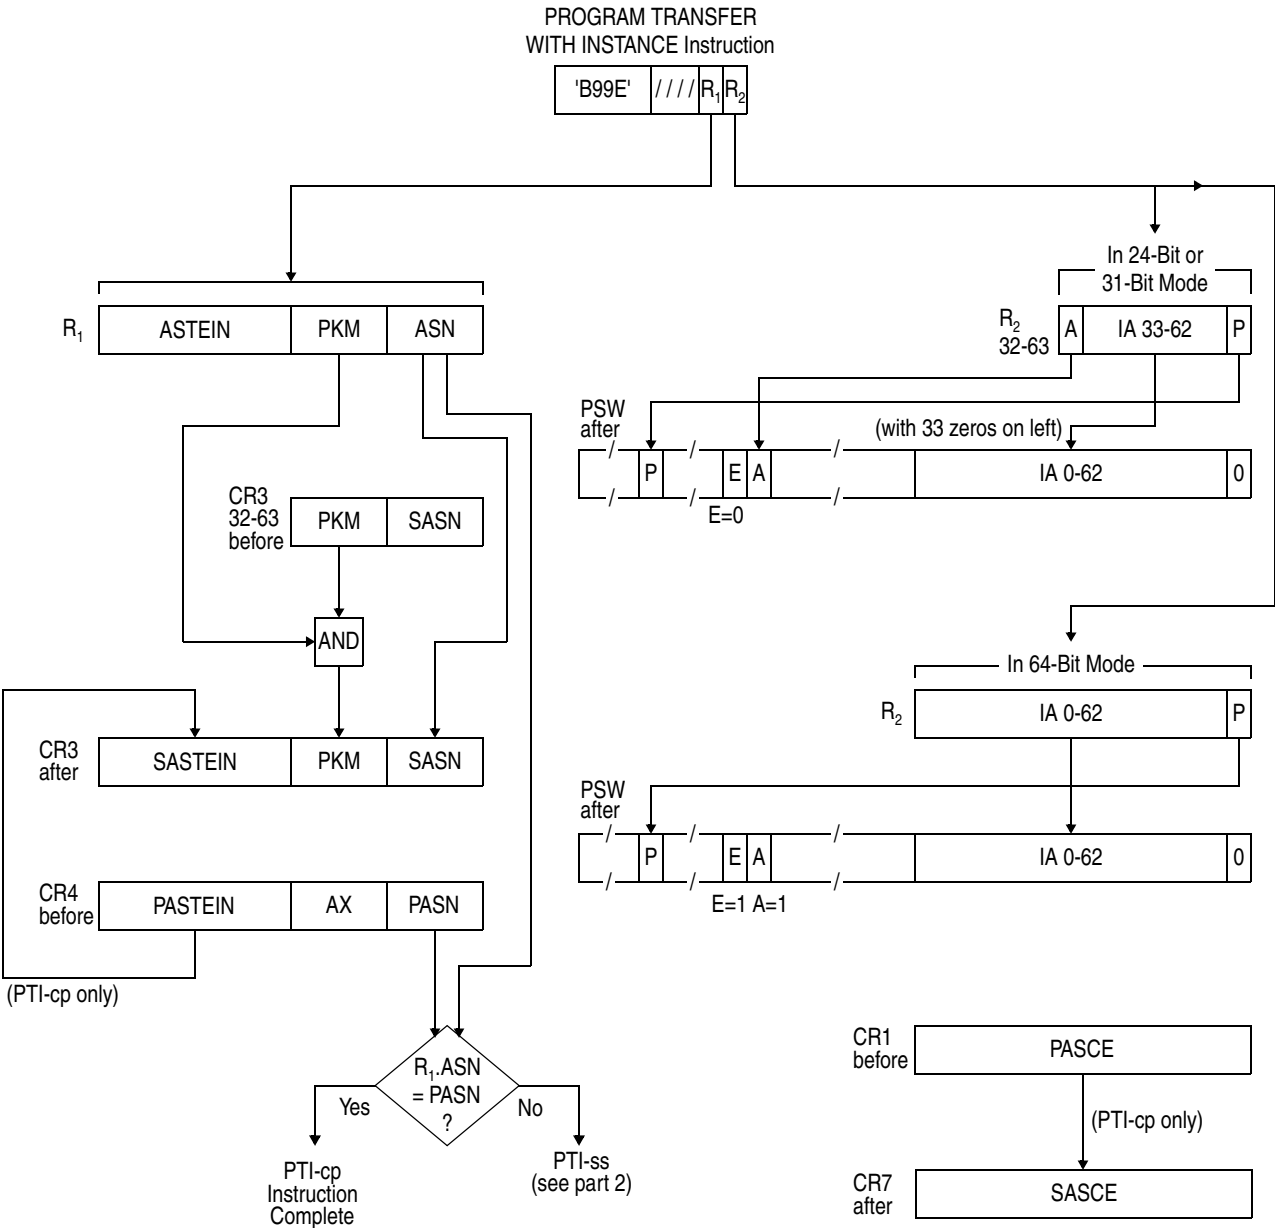 PROGRAM TRANSFER
WITH INSTANCE Instruction
'B99E' //// R1 R2
In 24-Bit or
31-Bit Mode
R1 ASTEIN PKM ASN
R2
32-63
A IA 33-62 P
PSW
after
(with 33 zeros on left)
P E A IA 0-62 0
E=0
CR3
32-63
before
PKM SASN
AND
In 64-Bit Mode
R2 IA 0-62 P
CR3
after
SASTEIN PKM SASN
PSW
after
P E A IA 0-62 0
E=1 A=1
CR4
before
PASTEIN AX PASN
(PTI-cp only)
R1.ASN
= PASN
?
Yes
No
PTI-cp
Instruction
Complete
PTI-ss
(see part 2)
CR1
before
PASCE
(PTI-cp only)
CR7
after
SASCE